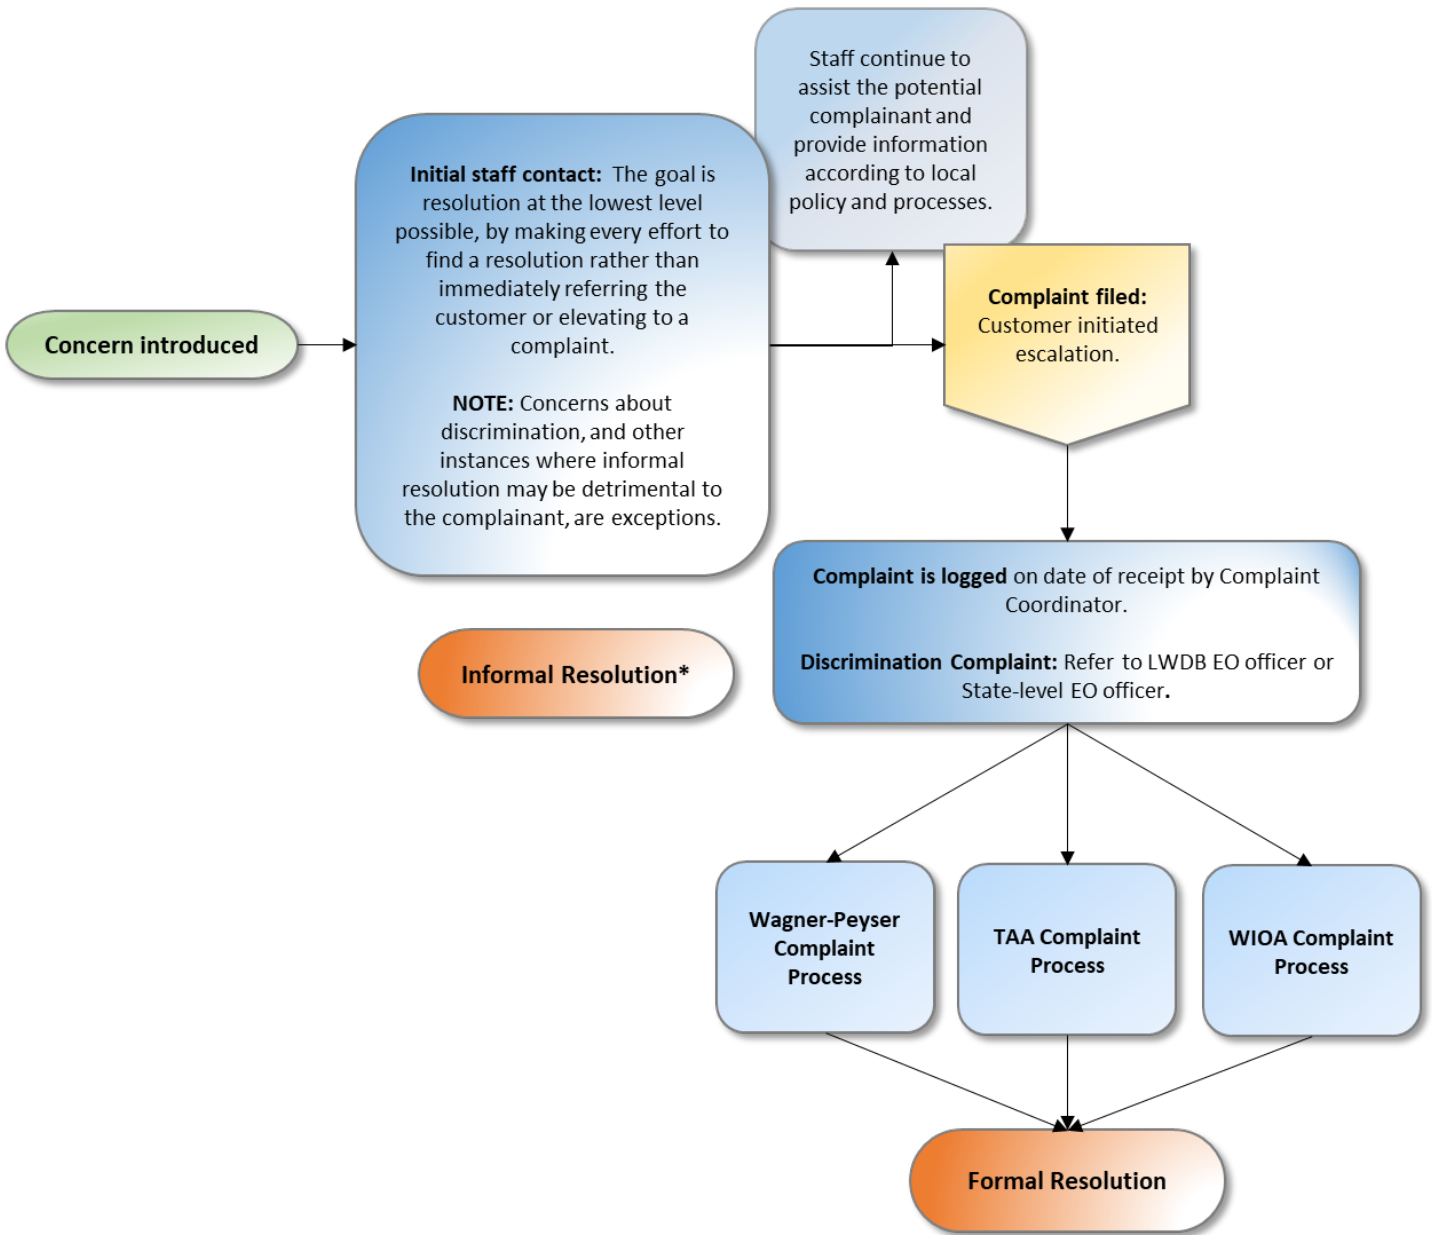 Concern introduced
Initial staff contact: The goal is
resolution at the lowest level
possible, by making every effort to
find a resolution rather than
immediately referring the
customer or elevating to a
complaint.
NOTE: Concerns about
discrimination, and other
instances where informal
resolution may be detrimental to
the complainant, are exceptions.
Staff continue to
assist the potential
complainant and
provide information
according to local
policy and processes.
Complaint filed:
Customer initiated
escalation.
Informal Resolution*
Complaint is logged on date of receipt by Complaint
Coordinator.
Discrimination Complaint: Refer to LWDB EO officer or
State-level EO officer.
Wagner-Peyser
Complaint
Process
TAA Complaint
Process
WIOA Complaint
Process
Formal Resolution